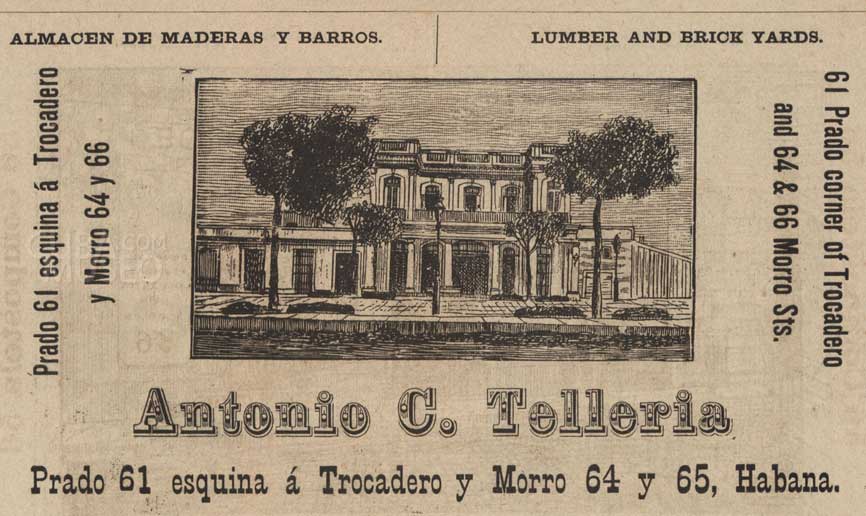 ALMACEN DE MADERAS Y BARROS.
LUMBER AND BRICK YARDS.
Prado 61 esquina á Trocadero
y Morro 64 y 66
61 Prado corner of Trocadero
and 64 & 66 Morro Sts.
Antonio C. Telleria
Prado 61 esquina á Trocadero y Morro 64 y 65, Habana.